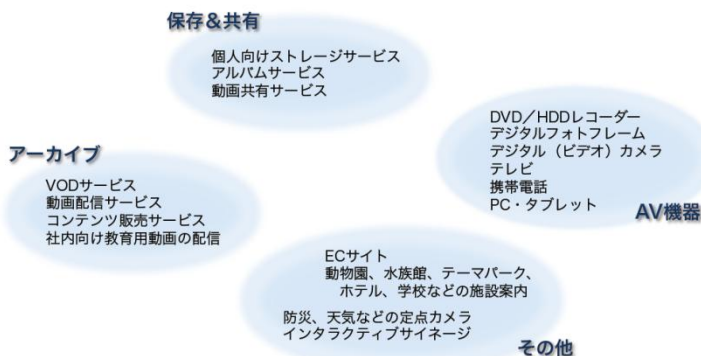 保存＆共有
個人向けストレージサービス
アルバムサービス
動画共有サービス
DVD／HDDレコーダー
デジタルフォトフレーム
デジタル（ビデオ）カメラ
テレビ
携帯電話
PC・タブレット
AV機器
アーカイブ
VODサービス
動画配信サービス
コンテンツ販売サービス
社内向け教育用動画の配信
ECサイト
動物園、水族館、テーマパーク、
ホテル、学校などの施設案内
防災、天気などの定点カメラ
インタラクティブサイネージ
その他